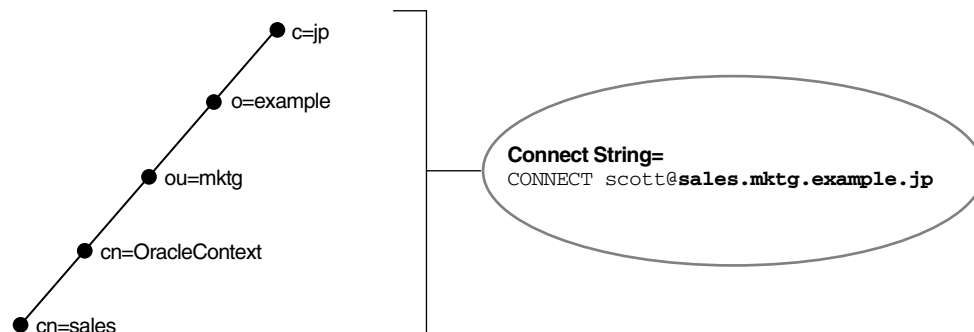 c=jp
o=example
ou=mktg
cn=OracleContext
cn=sales
Connect String=
CONNECT scott@sales.mktg.example.jp